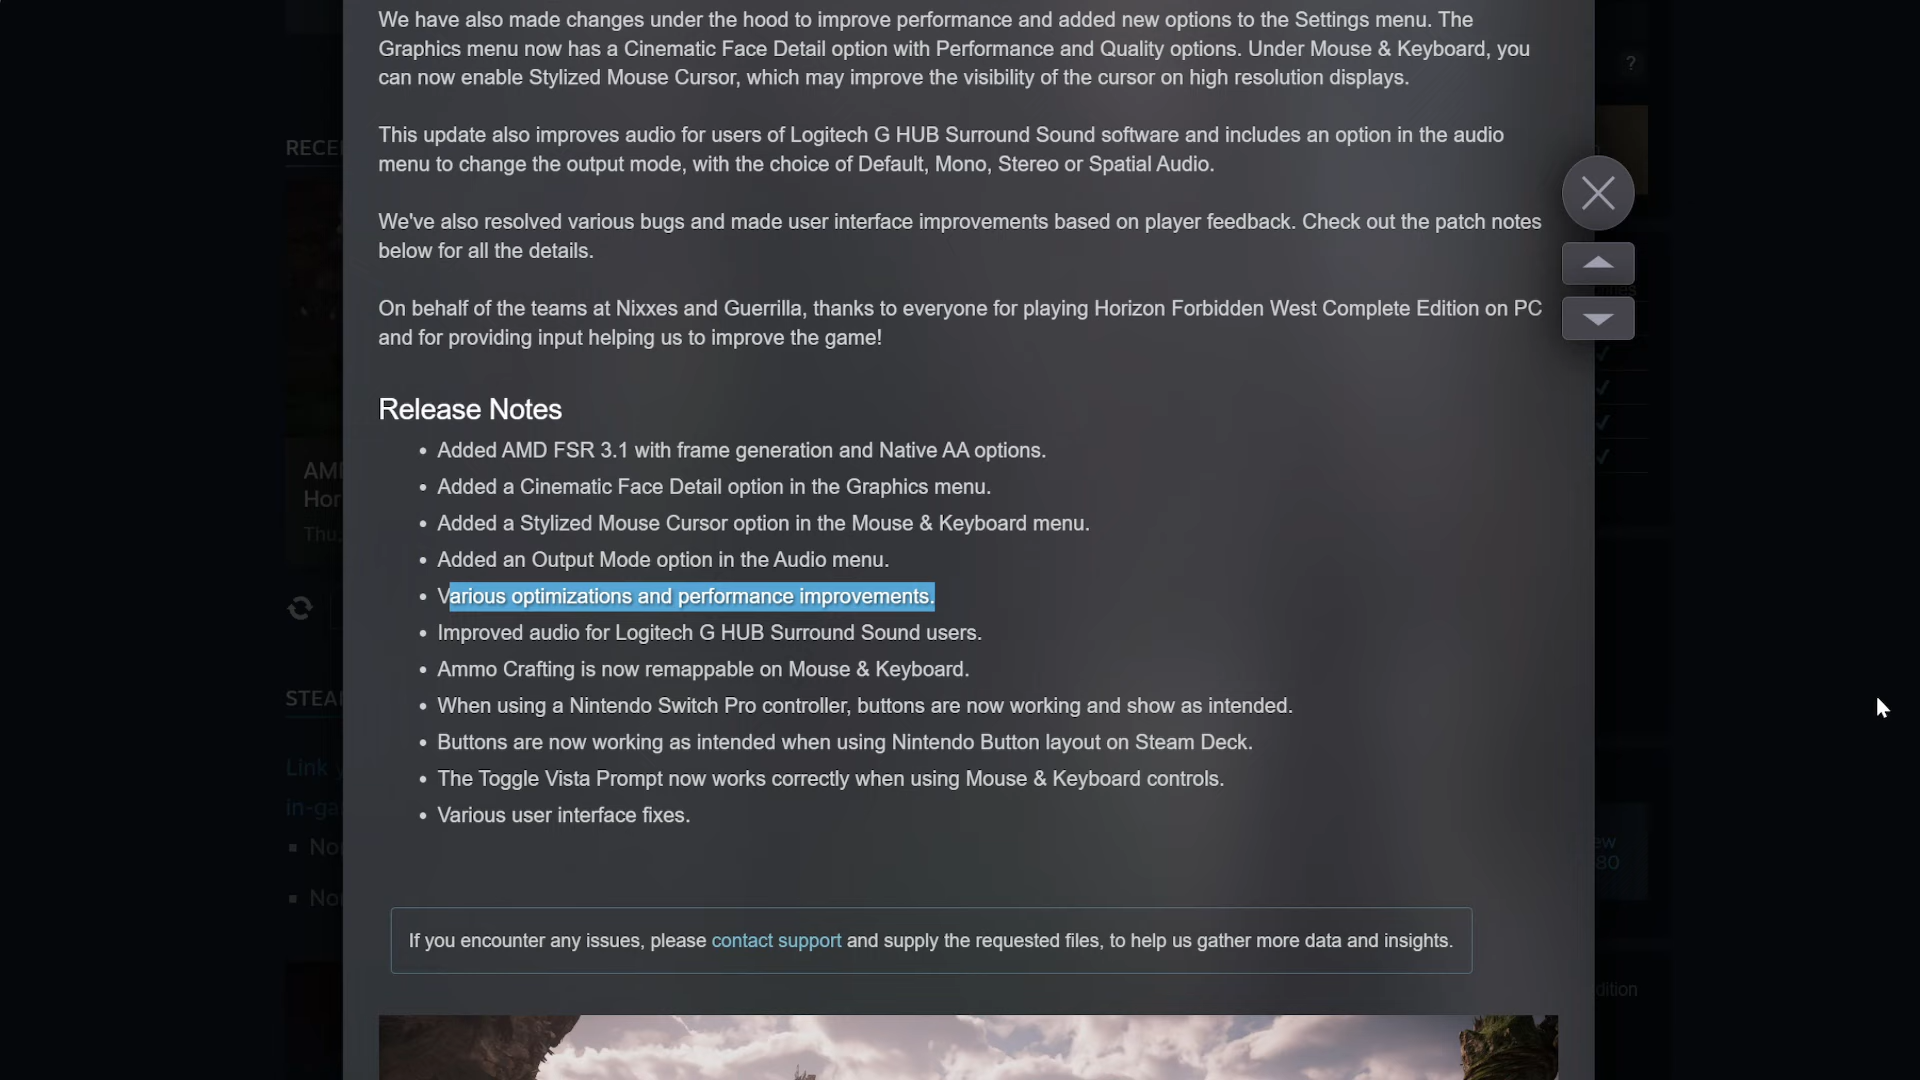 We have also made changes under the hood to improve performance and added new options to the Settings menu. The
Graphics menu now has a Cinematic Face Detail option with Performance and Quality options. Under Mouse & Keyboard, you
can now enable Stylized Mouse Cursor, which may improve the visibility of the cursor on high resolution displays.
?
This update also improves audio for users of Logitech G HUB Surround Sound software and includes an option in the audio
menu to change the output mode, with the choice of Default, Mono, Stereo or Spatial Audio.
RECE
We've also resolved various bugs and made user interface improvements based on player feedback. Check out the patch notes
below for all the details.
On behalf of the teams at Nixxes and Guerrilla, thanks to everyone for playing Horizon Forbidden West Complete Edition on PC
and for providing input helping us to improve the game!
Release Notes
• Added AMD FSR 3.1 with frame generation and Native AA options.
• Added a Cinematic Face Detail option in the Graphics menu.
• Added a Stylized Mouse Cursor option in the Mouse & Keyboard menu.
• Added an Output Mode option in the Audio menu.
• Various optimizations and performance improvements.
• Improved audio for Logitech G HUB Surround Sound users.
• Ammo Crafting is now remappable on Mouse & Keyboard.
• When using a Nintendo Switch Pro controller, buttons are now working and show as intended.
• Buttons are now working as intended when using Nintendo Button layout on Steam Deck.
• The Toggle Vista Prompt now works correctly when using Mouse & Keyboard controls.
• Various user interface fixes.
AM
Hor
Thu,
STEA
Link
in-ga
No
No
ew
80
If you encounter any issues, please contact support and supply the requested files, to help us gather more data and insights.
dition